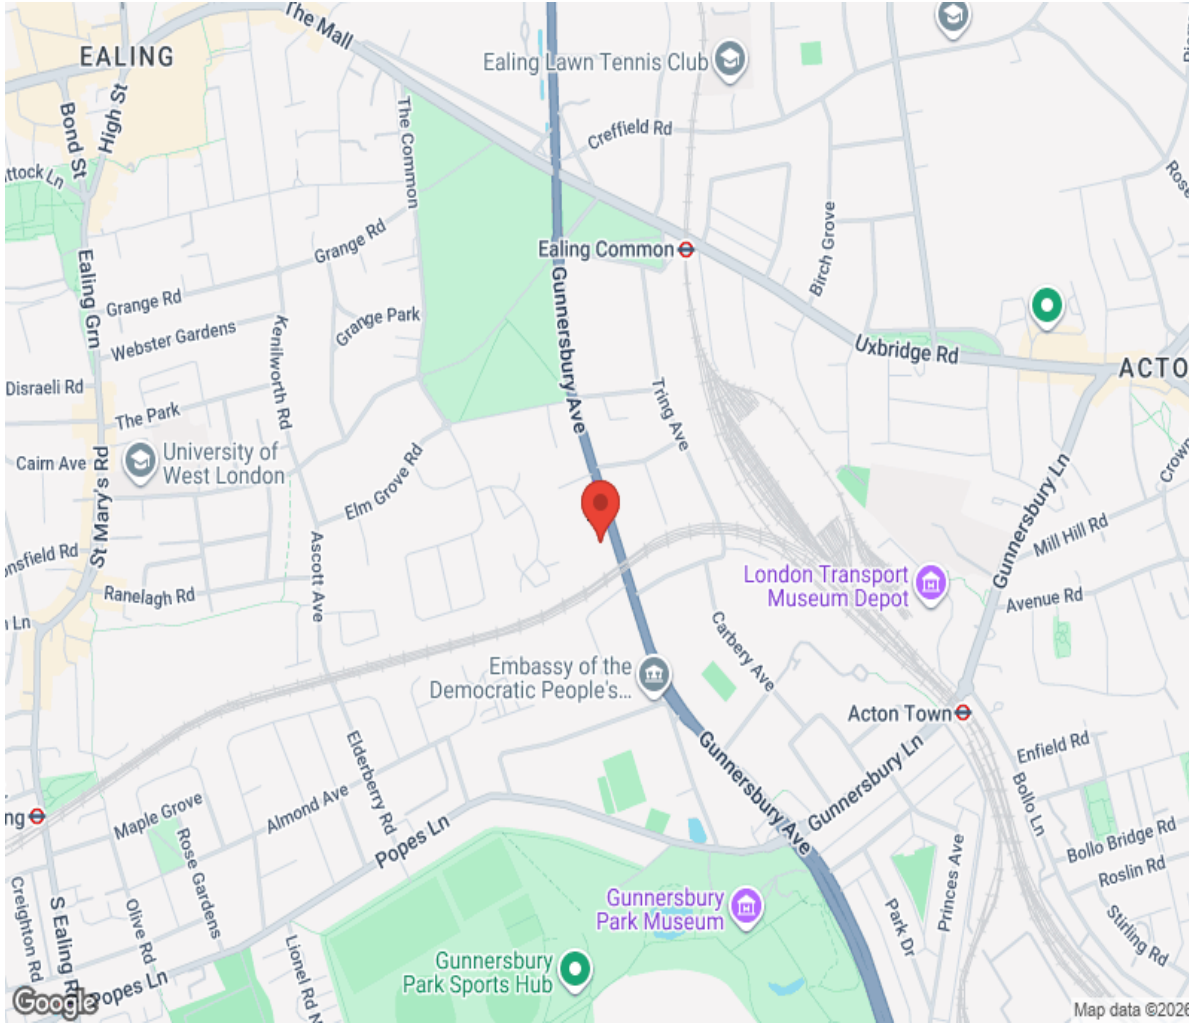 The Mall
EALING
Ealing Lawn Tennis Club
Bond St
High St
The Common
Creffield Rd
ttock Ln
Rose
Grange Rd
Birch Grove
Ealing Common
Ealing Grn
Gunnersbury Ave
Grange Rd
Grange Park
Webster Gardens
Kenilworth Rd
Uxbridge Rd
ACTO
Disraeli Rd
Tring Ave
The Park
University of
West London
Cairn Ave
St Mary's Rd
Elm Grove Rd
Crown
Gunnersbury Ln
Mill Hill Rd
onsfield Rd
Ascott Ave
London Transport
Museum Depot
Ranelagh Rd
Avenue Rd
n Ln
Carbery Ave
Embassy of the
Democratic People's...
Acton Town
Gunnersbury Ave
Gunnersbury Ln
Enfield Rd
Elderberry Rd
Bollo Ln
ng
Maple Grove
Almond Ave
Popes Ln
Rose Gardens
Bollo Bridge Rd
Roslin Rd
Princes Ave
Creighton Rd
S Ealing Rd
Olive Rd
Gunnersbury
Park Museum
Park Dr
Stirling Rd
Lionel Rd N
Gunnersbury
Park Sports Hub
Popes Ln
Google
Map data ©2026